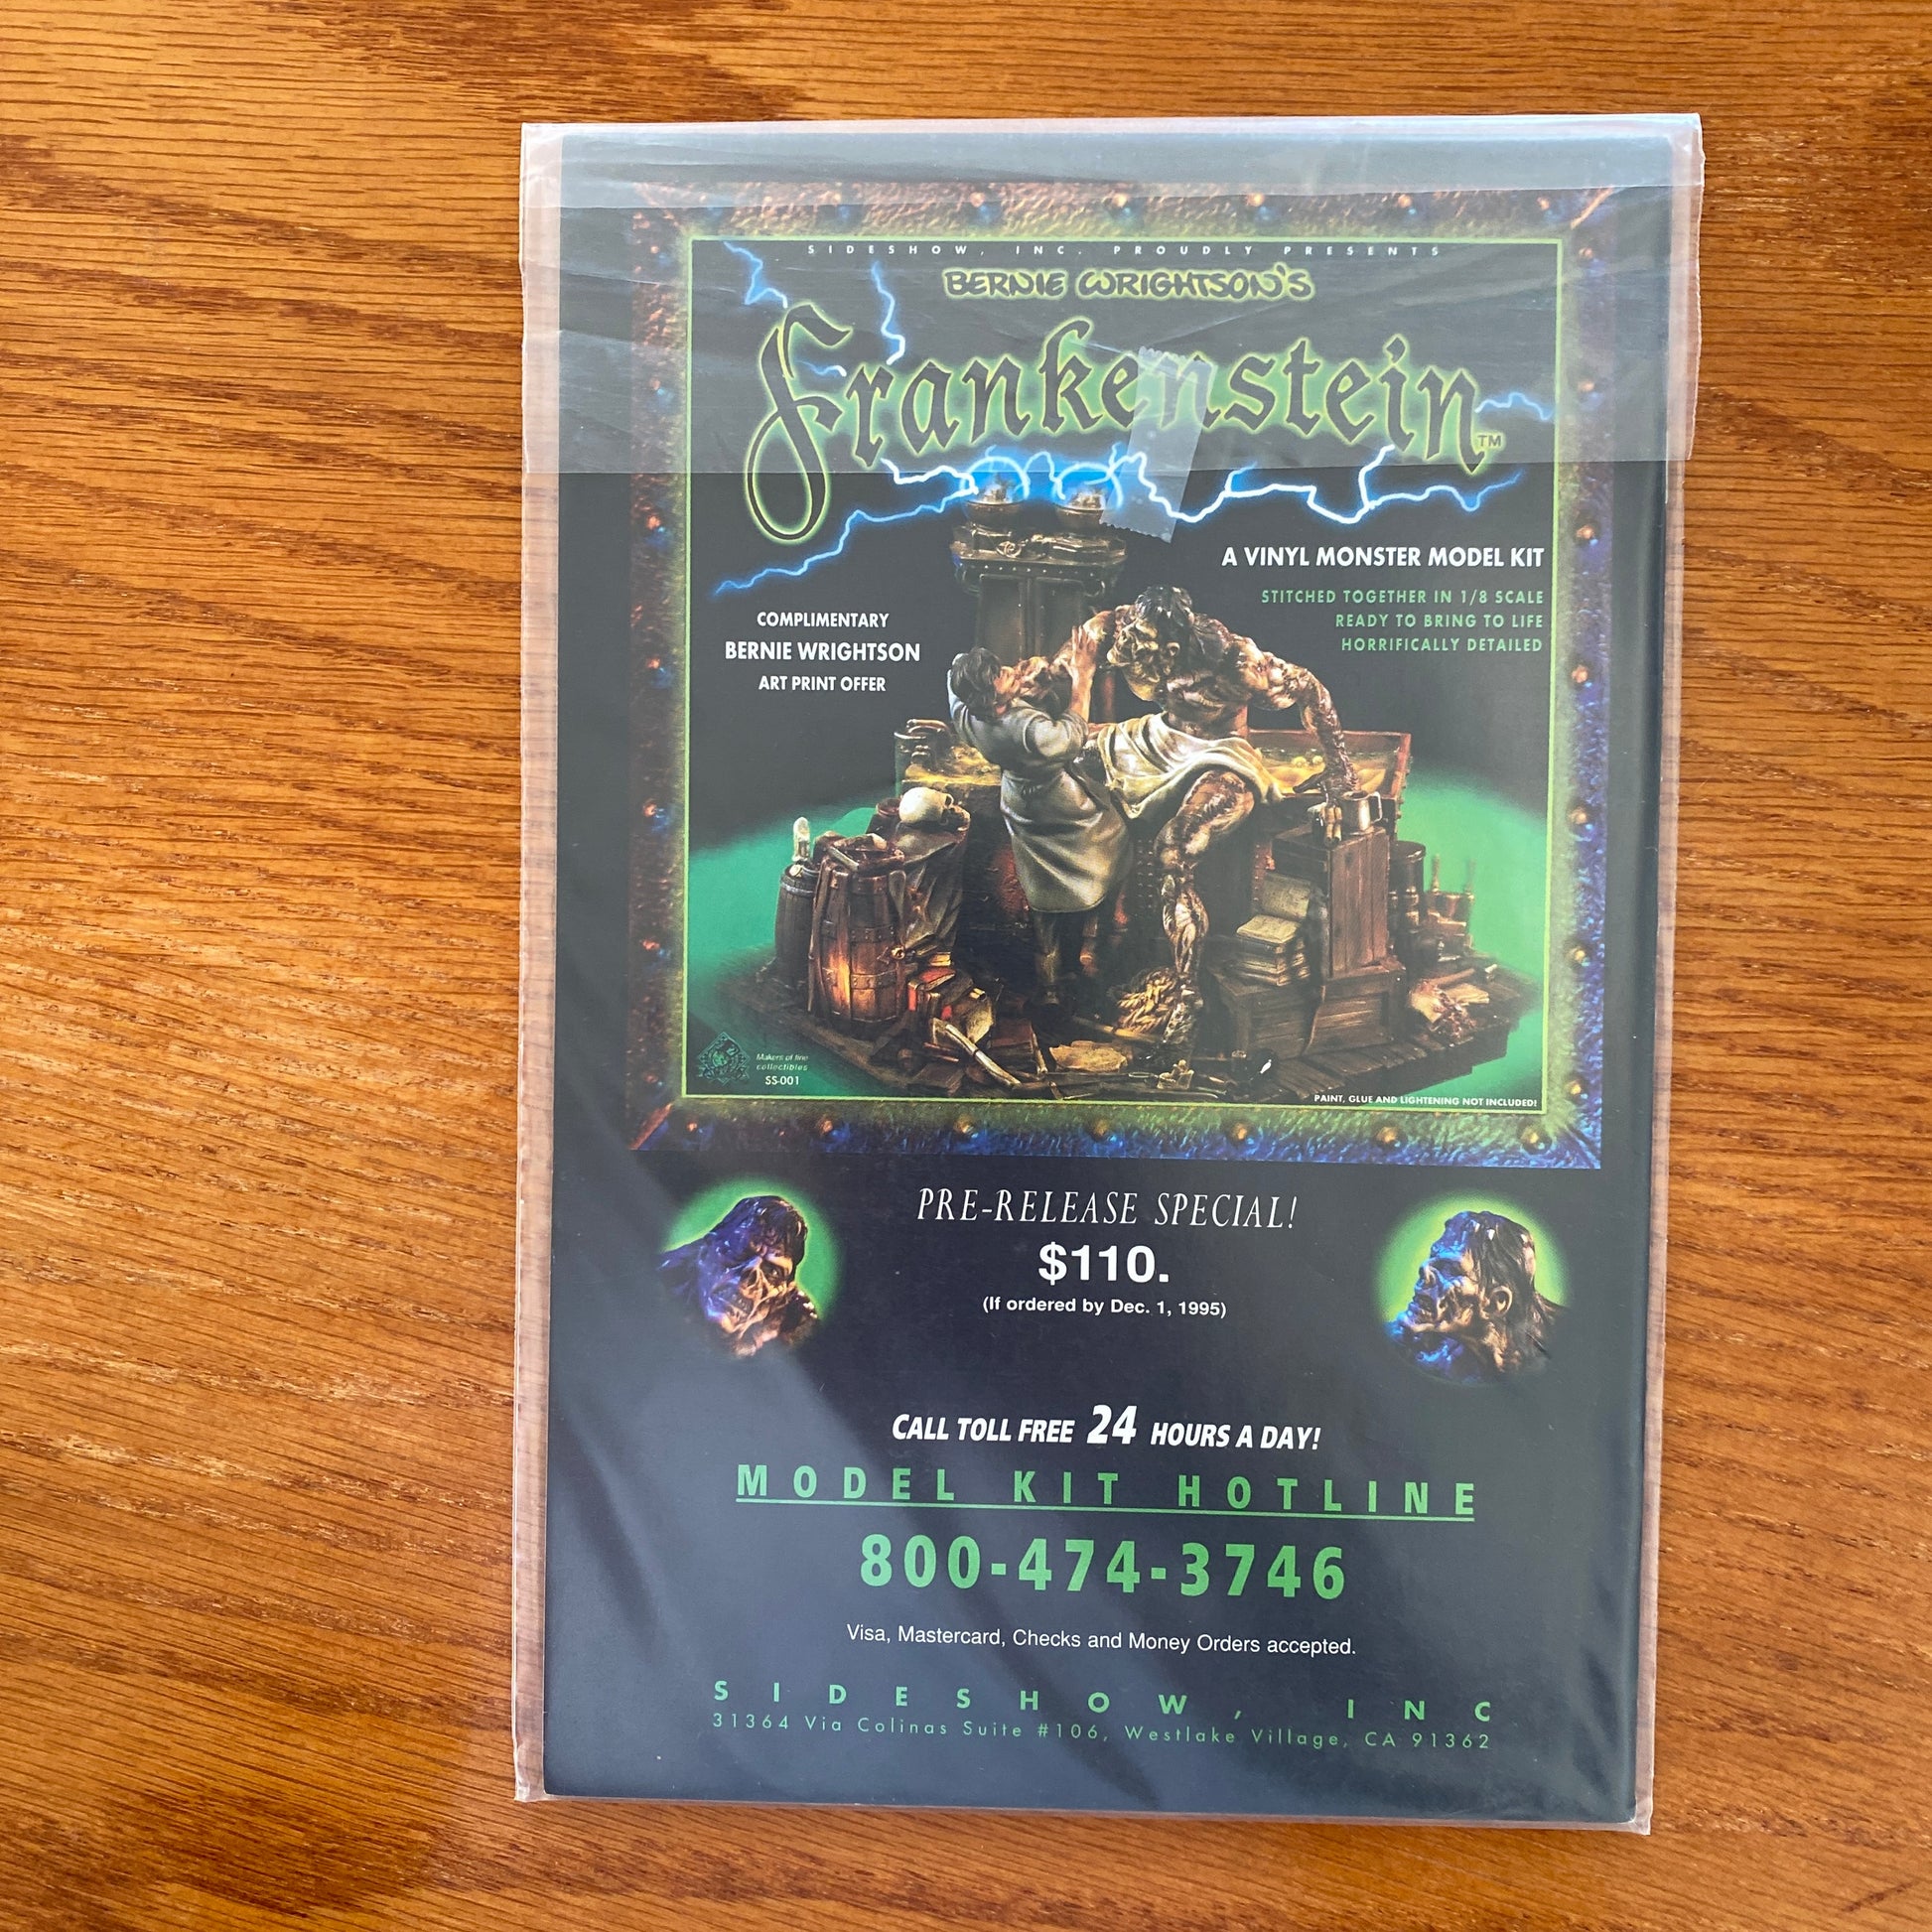 SIDESHOW, INC. PROUDLY PRESENTS
BERNIE WRIGHTSON'S
Frankenstein™
A VINYL MONSTER MODEL KIT
STITCHED TOGETHER IN 1/8 SCALE
READY TO BRING TO LIFE
HORRIFICALLY DETAILED
COMPLIMENTARY
BERNIE WRIGHTSON
ART PRINT OFFER
Makers of fine
collectibles
SS-001
PAINT, GLUE AND LIGHTENING NOT INCLUDED!
PRE-RELEASE SPECIAL!
$110.
(If ordered by Dec. 1, 1995)
CALL TOLL FREE 24 HOURS A DAY!
MODEL KIT HOTLINE
800-474-3746
Visa, Mastercard, Checks and Money Orders accepted.
SIDESHOW, INC
31364 Via Colinas Suite #106, Westlake Village, CA 91362